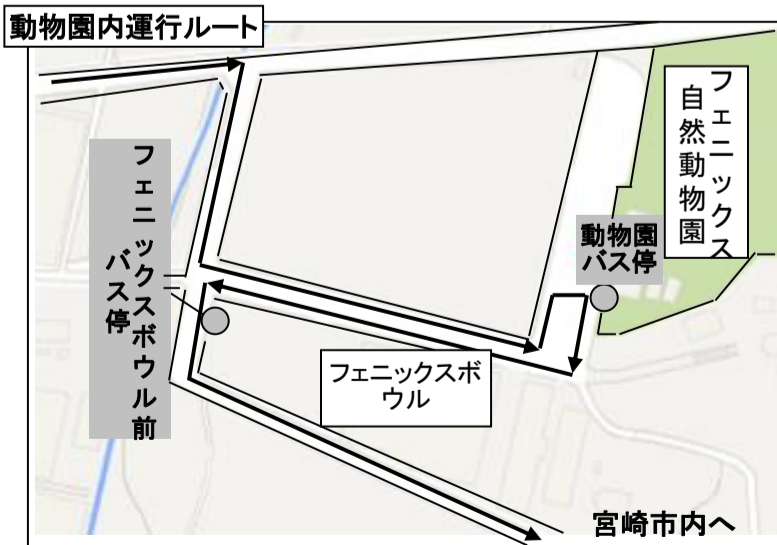 動物園内運行ルート
フェニックス
自然動物園
動物園
バス停
フェニックスボウル前
バス停
フェニックスボ
ウル
宮崎市内へ